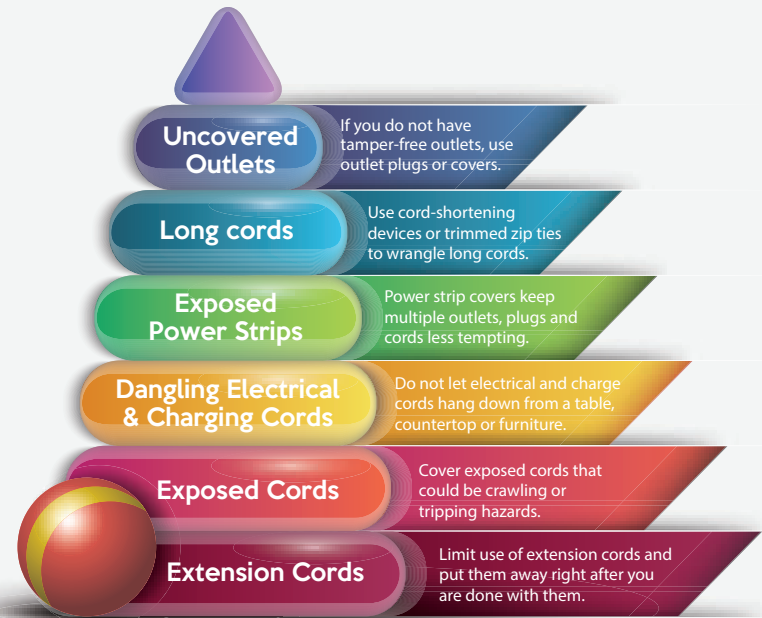 Uncovered
Outlets
If you do not have
tamper-free outlets, use
outlet plugs or covers.
Long cords
Use cord-shortening
devices or trimmed zip ties
to wrangle long cords.
Exposed
Power Strips
Power strip covers keep
multiple outlets, plugs and
cords less tempting.
Dangling Electrical
& Charging Cords
Do not let electrical and charge
cords hang down from a table,
countertop or furniture.
Exposed Cords
Cover exposed cords that
could be crawling or
tripping hazards.
Extension Cords
Limit use of extension cords and
put them away right after you
are done with them.